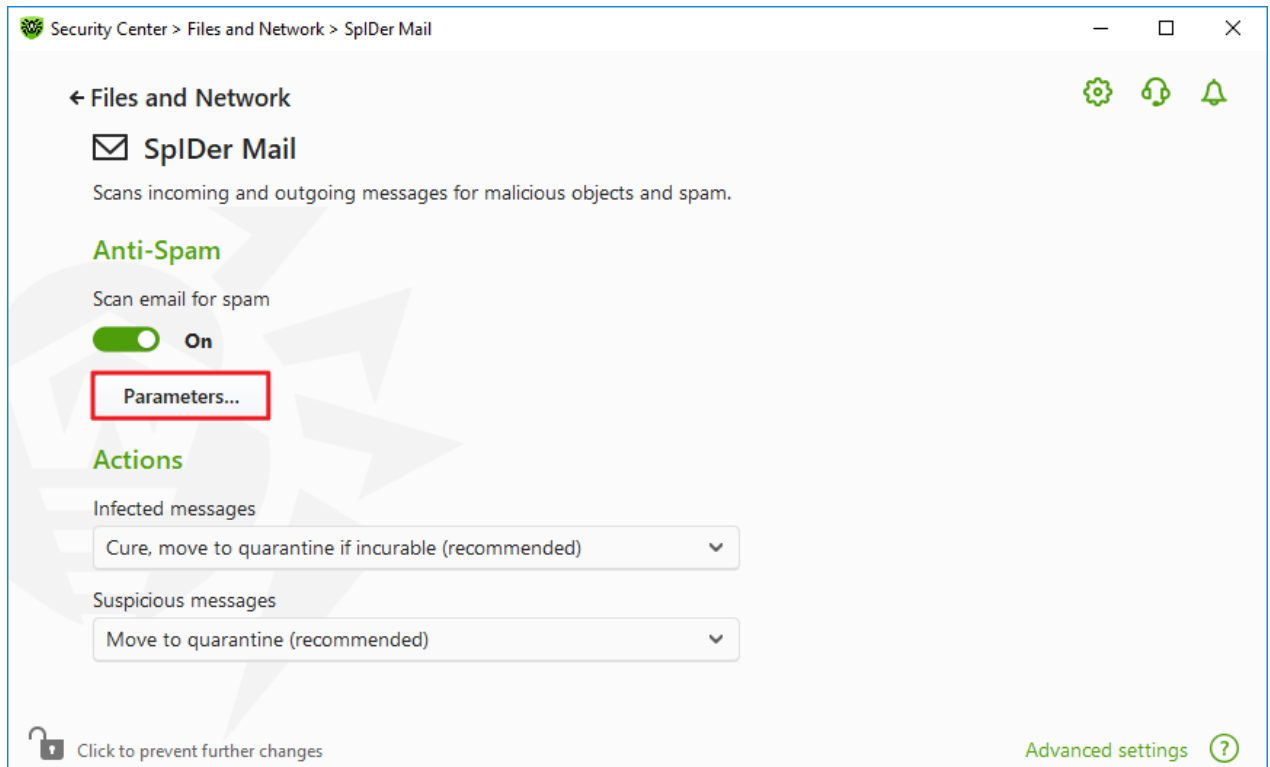 Security Center > Files and Network > SpIDer Mail
Files and Network
SpIDer Mail
Scans incoming and outgoing messages for malicious objects and spam.
Anti-Spam
Scan email for spam
On
Parameters...
Actions
Infected messages
Cure, move to quarantine if incurable (recommended)
Suspicious messages
Move to quarantine (recommended)
Click to prevent further changes
Advanced settings ?